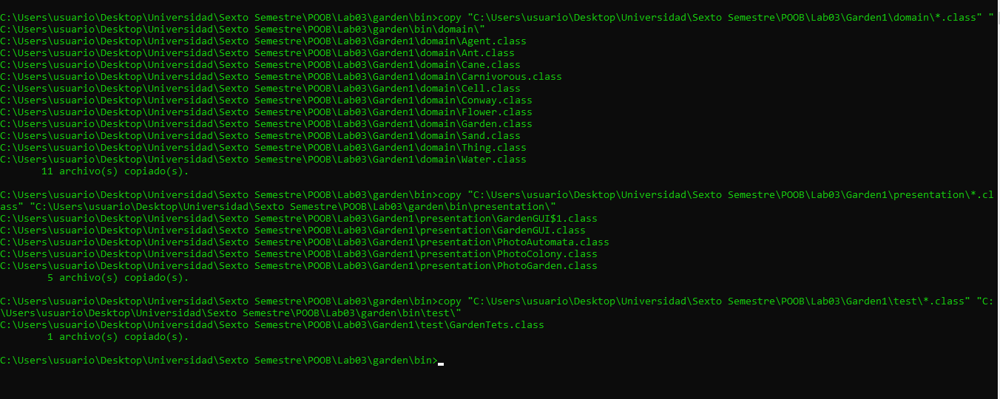 C:\Users\usuario\Desktop\Universidad\Sexto Semestre\POOB\Lab03\garden\bin>copy "C:\Users\usuario\Desktop\Universidad\Sexto Semestre\POOB\Lab03\Garden1\domain\*.class" "
C:\Users\usuario\Desktop\Universidad\Sexto Semestre\POOB\Lab03\garden\bin\domain\"
C:\Users\usuario\Desktop\Universidad\Sexto Semestre\POOB\Lab03\Garden1\domain\Agent.class
C:\Users\usuario\Desktop\Universidad\Sexto Semestre\POOB\Lab03\Garden1\domain\Ant.class
C:\Users\usuario\Desktop\Universidad\Sexto Semestre\POOB\Lab03\Garden1\domain\Cane.class
C:\Users\usuario\Desktop\Universidad\Sexto Semestre\POOB\Lab03\Garden1\domain\Carnivorous.class
C:\Users\usuario\Desktop\Universidad\Sexto Semestre\POOB\Lab03\Garden1\domain\Cell.class
C:\Users\usuario\Desktop\Universidad\Sexto Semestre\POOB\Lab03\Garden1\domain\Conway.class
C:\Users\usuario\Desktop\Universidad\Sexto Semestre\POOB\Lab03\Garden1\domain\Flower.class
C:\Users\usuario\Desktop\Universidad\Sexto Semestre\POOB\Lab03\Garden1\domain\Garden.class
C:\Users\usuario\Desktop\Universidad\Sexto Semestre\POOB\Lab03\Garden1\domain\Sand.class
C:\Users\usuario\Desktop\Universidad\Sexto Semestre\POOB\Lab03\Garden1\domain\Thing.class
C:\Users\usuario\Desktop\Universidad\Sexto Semestre\POOB\Lab03\Garden1\domain\Water.class
11 archivo(s) copiado(s).
C:\Users\usuario\Desktop\Universidad\Sexto Semestre\POOB\Lab03\garden\bin>copy "C:\Users\usuario\Desktop\Universidad\Sexto Semestre\POOB\Lab03\Garden1\presentation\*.cl
ass" "C:\Users\usuario\Desktop\Universidad\Sexto Semestre\POOB\Lab03\garden\bin\presentation\"
C:\Users\usuario\Desktop\Universidad\Sexto Semestre\POOB\Lab03\Garden1\presentation\GardenGUI$1.class
C:\Users\usuario\Desktop\Universidad\Sexto Semestre\POOB\Lab03\Garden1\presentation\GardenGUI.class
C:\Users\usuario\Desktop\Universidad\Sexto Semestre\POOB\Lab03\Garden1\presentation\PhotoAutomata.class
C:\Users\usuario\Desktop\Universidad\Sexto Semestre\POOB\Lab03\Garden1\presentation\PhotoColony.class
C:\Users\usuario\Desktop\Universidad\Sexto Semestre\POOB\Lab03\Garden1\presentation\PhotoGarden.class
5 archivo(s) copiado(s).
C:\Users\usuario\Desktop\Universidad\Sexto Semestre\POOB\Lab03\garden\bin>copy "C:\Users\usuario\Desktop\Universidad\Sexto Semestre\POOB\Lab03\Garden1\test\*.class" "C:
\Users\usuario\Desktop\Universidad\Sexto Semestre\POOB\Lab03\garden\bin\test\"
C:\Users\usuario\Desktop\Universidad\Sexto Semestre\POOB\Lab03\Garden1\test\GardenTets.class
1 archivo(s) copiado(s).
C:\Users\usuario\Desktop\Universidad\Sexto Semestre\POOB\Lab03\garden\bin>